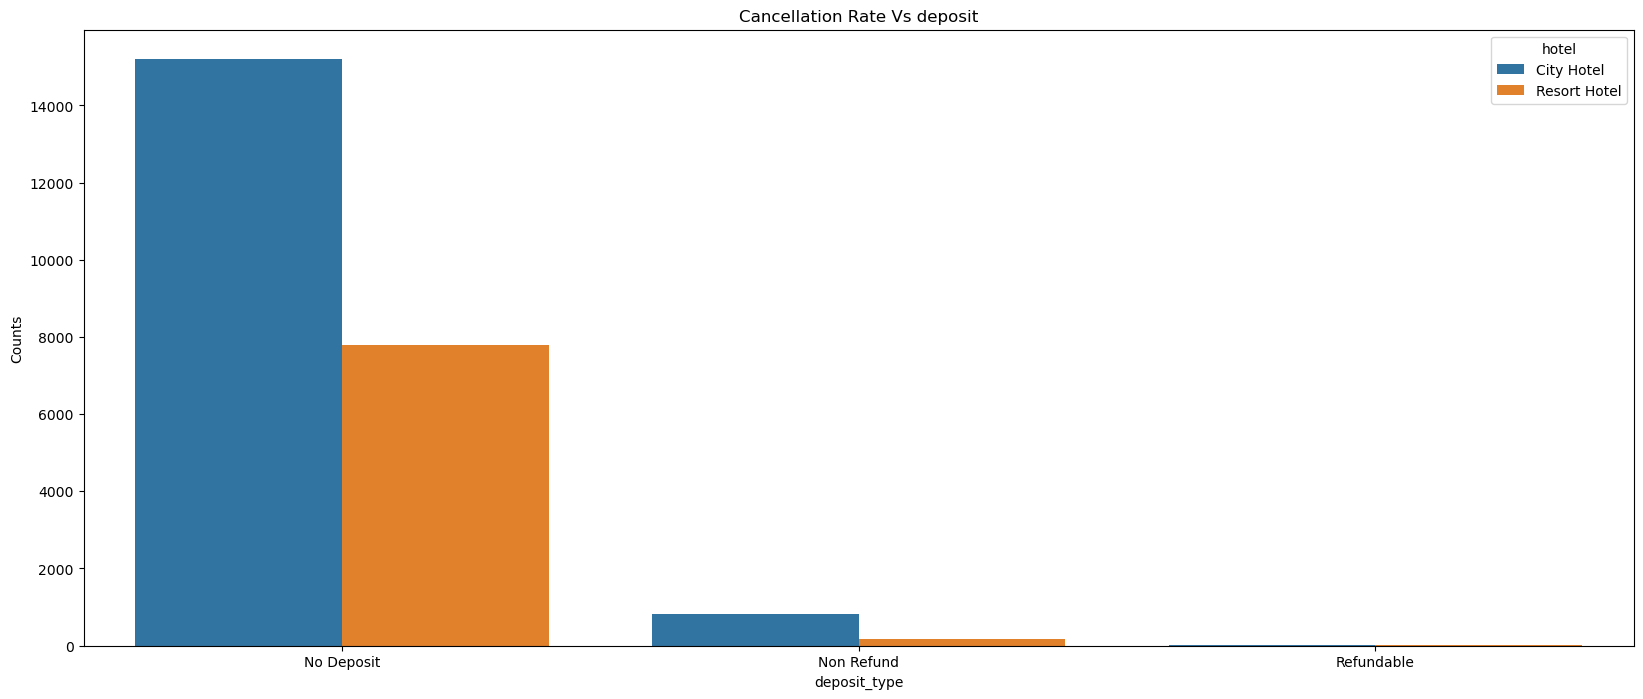 Cancellation Rate Vs deposit
hotel
City Hotel
Resort Hotel
14000
12000
10000
8000
6000
4000
2000
0
Counts
No Deposit
Non Refund
Refundable
deposit_type